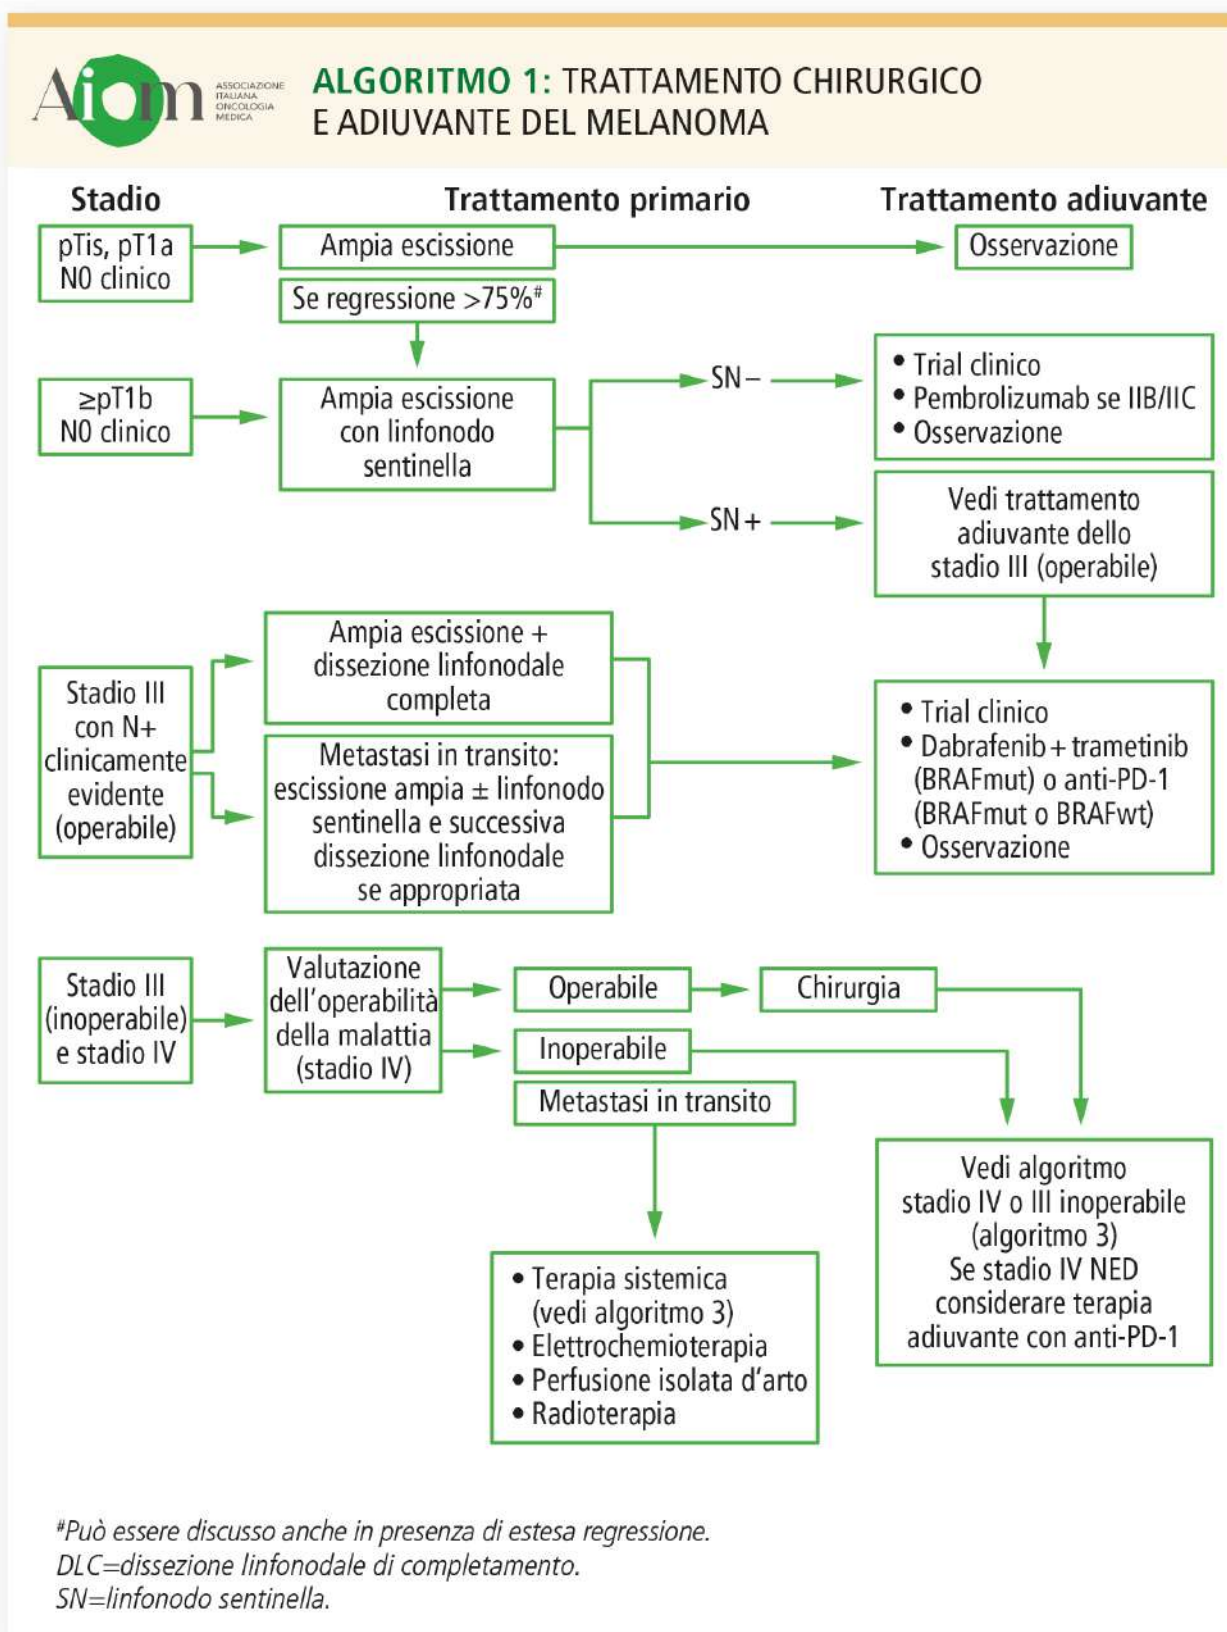 Aiom
ASSOCIAZIONE
ITALIANA
ONCOLOGIA
MEDICA
ALGORITMO 1: TRATTAMENTO CHIRURGICO
E ADIUVANTE DEL MELANOMA
Stadio
Trattamento primario
Trattamento adiuvante
pTis, pT1a
N0 clinico
Ampia escissione
Osservazione
Se regressione >75%#
≥pT1b
N0 clinico
Ampia escissione
con linfonodo
sentinella
SN−
• Trial clinico
• Pembrolizumab se IIB/IIC
• Osservazione
SN+
Vedi trattamento
adiuvante dello
stadio III (operabile)
Stadio III
con N+
clinicamente
evidente
(operabile)
Ampia escissione +
dissezione linfonodale
completa
Metastasi in transito:
escissione ampia ± linfonodo
sentinella e successiva
dissezione linfonodale
se appropriata
• Trial clinico
• Dabrafenib + trametinib
(BRAFmut) o anti-PD-1
(BRAFmut o BRAFwt)
• Osservazione
Stadio III
(inoperabile)
e stadio IV
Valutazione
dell'operabilità
della malattia
(stadio IV)
Operabile
Chirurgia
Inoperabile
Metastasi in transito
Vedi algoritmo
stadio IV o III inoperabile
(algoritmo 3)
Se stadio IV NED
considerare terapia
adiuvante con anti-PD-1
• Terapia sistemica
(vedi algoritmo 3)
• Elettrochemioterapia
• Perfusione isolata d'arto
• Radioterapia
#Può essere discusso anche in presenza di estesa regressione.
DLC=dissezione linfonodale di completamento.
SN=linfonodo sentinella.